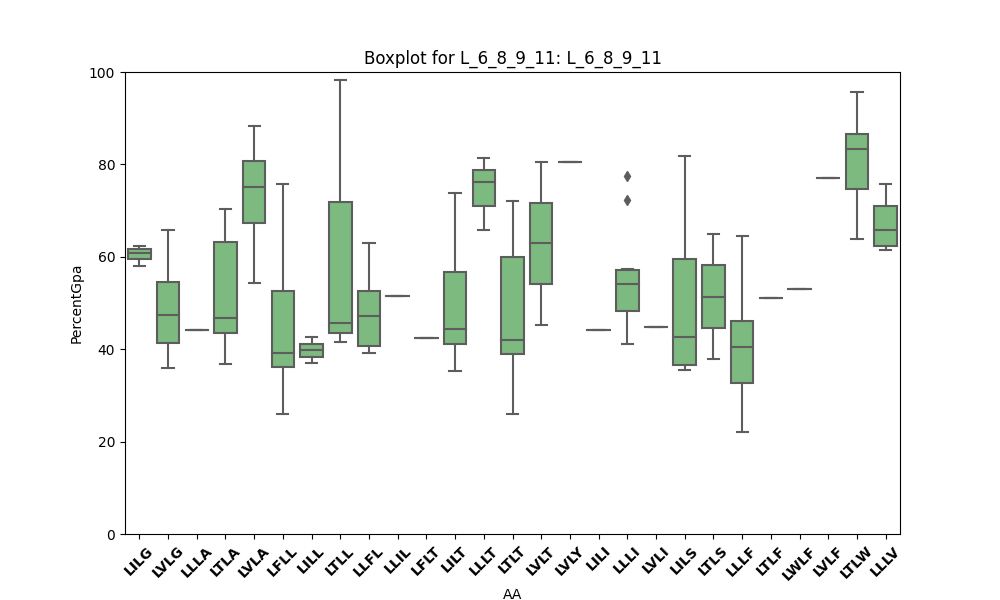 Boxplot for L_6_8_9_11: L_6_8_9_11
100
80
60
40
20
0
PercentGpa
LILG LVLG LLLA LTLA LVLA LFLL LILL LTLL LLFL LLIL LFLT LILT LLLT LTLT LVLT LVLY LILI LLLI LVLI LILS LTLS LLLF LTLF LWLF LVLF LTLW LLLV
AA